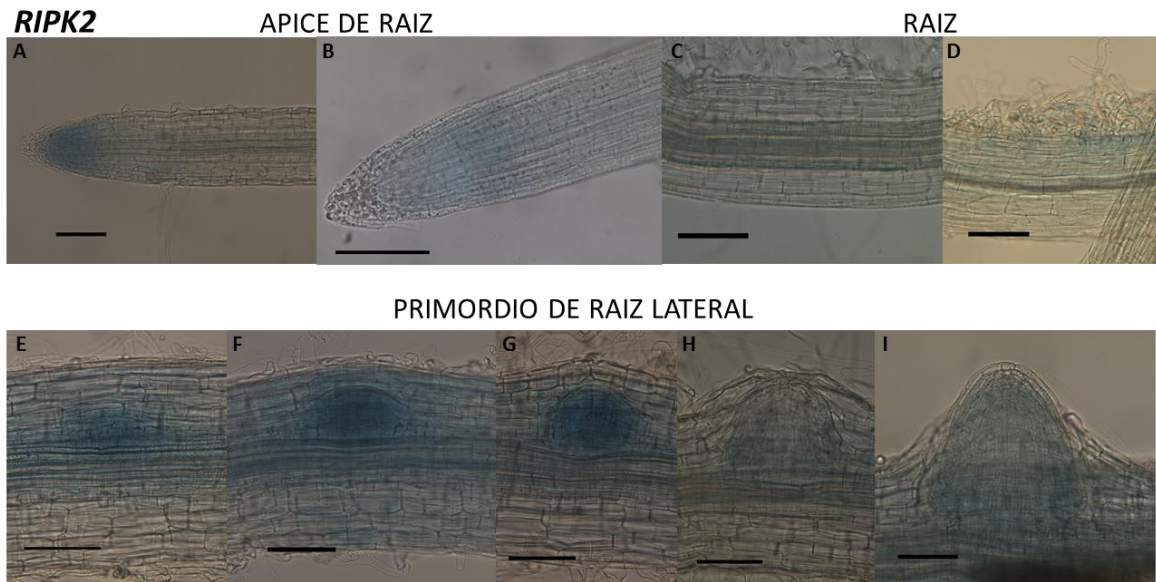 RIPK2 APICE DE RAIZ RAIZ
A B C D
PRIMORDIO DE RAIZ LATERAL
E F G H I